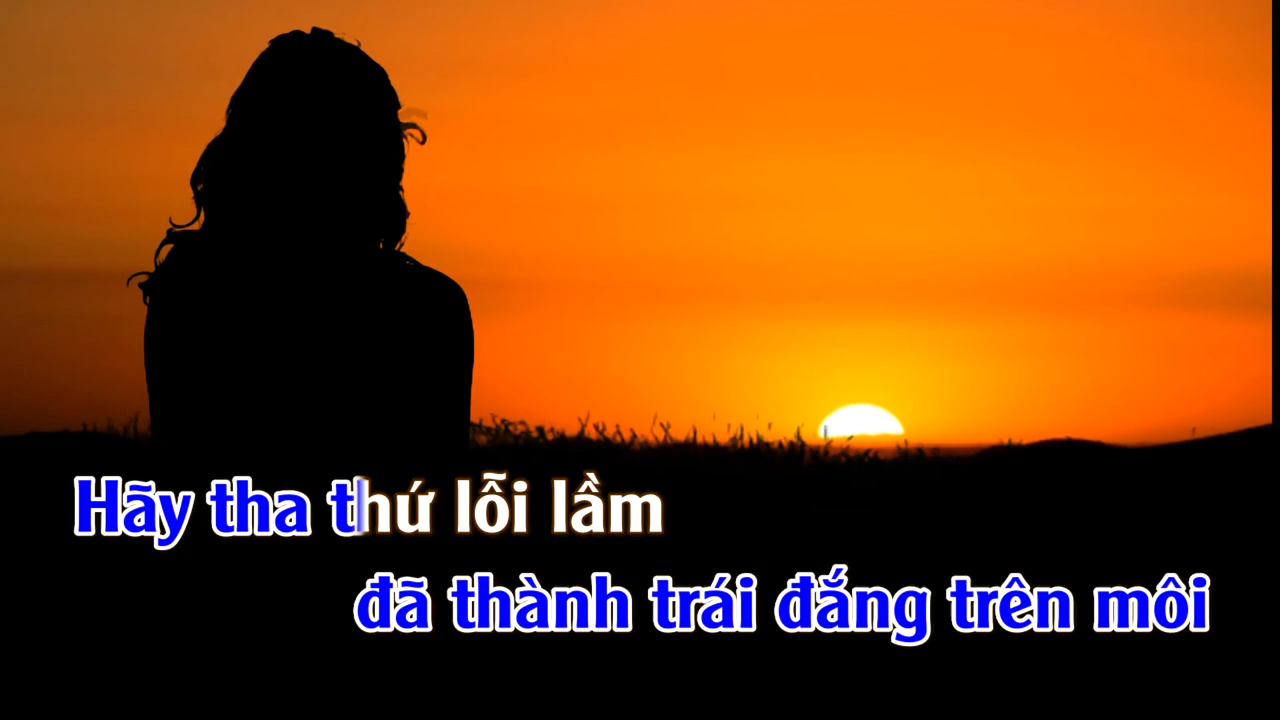 Hãy tha thứ lỗi lầm
đã thành trái đắng trên môi